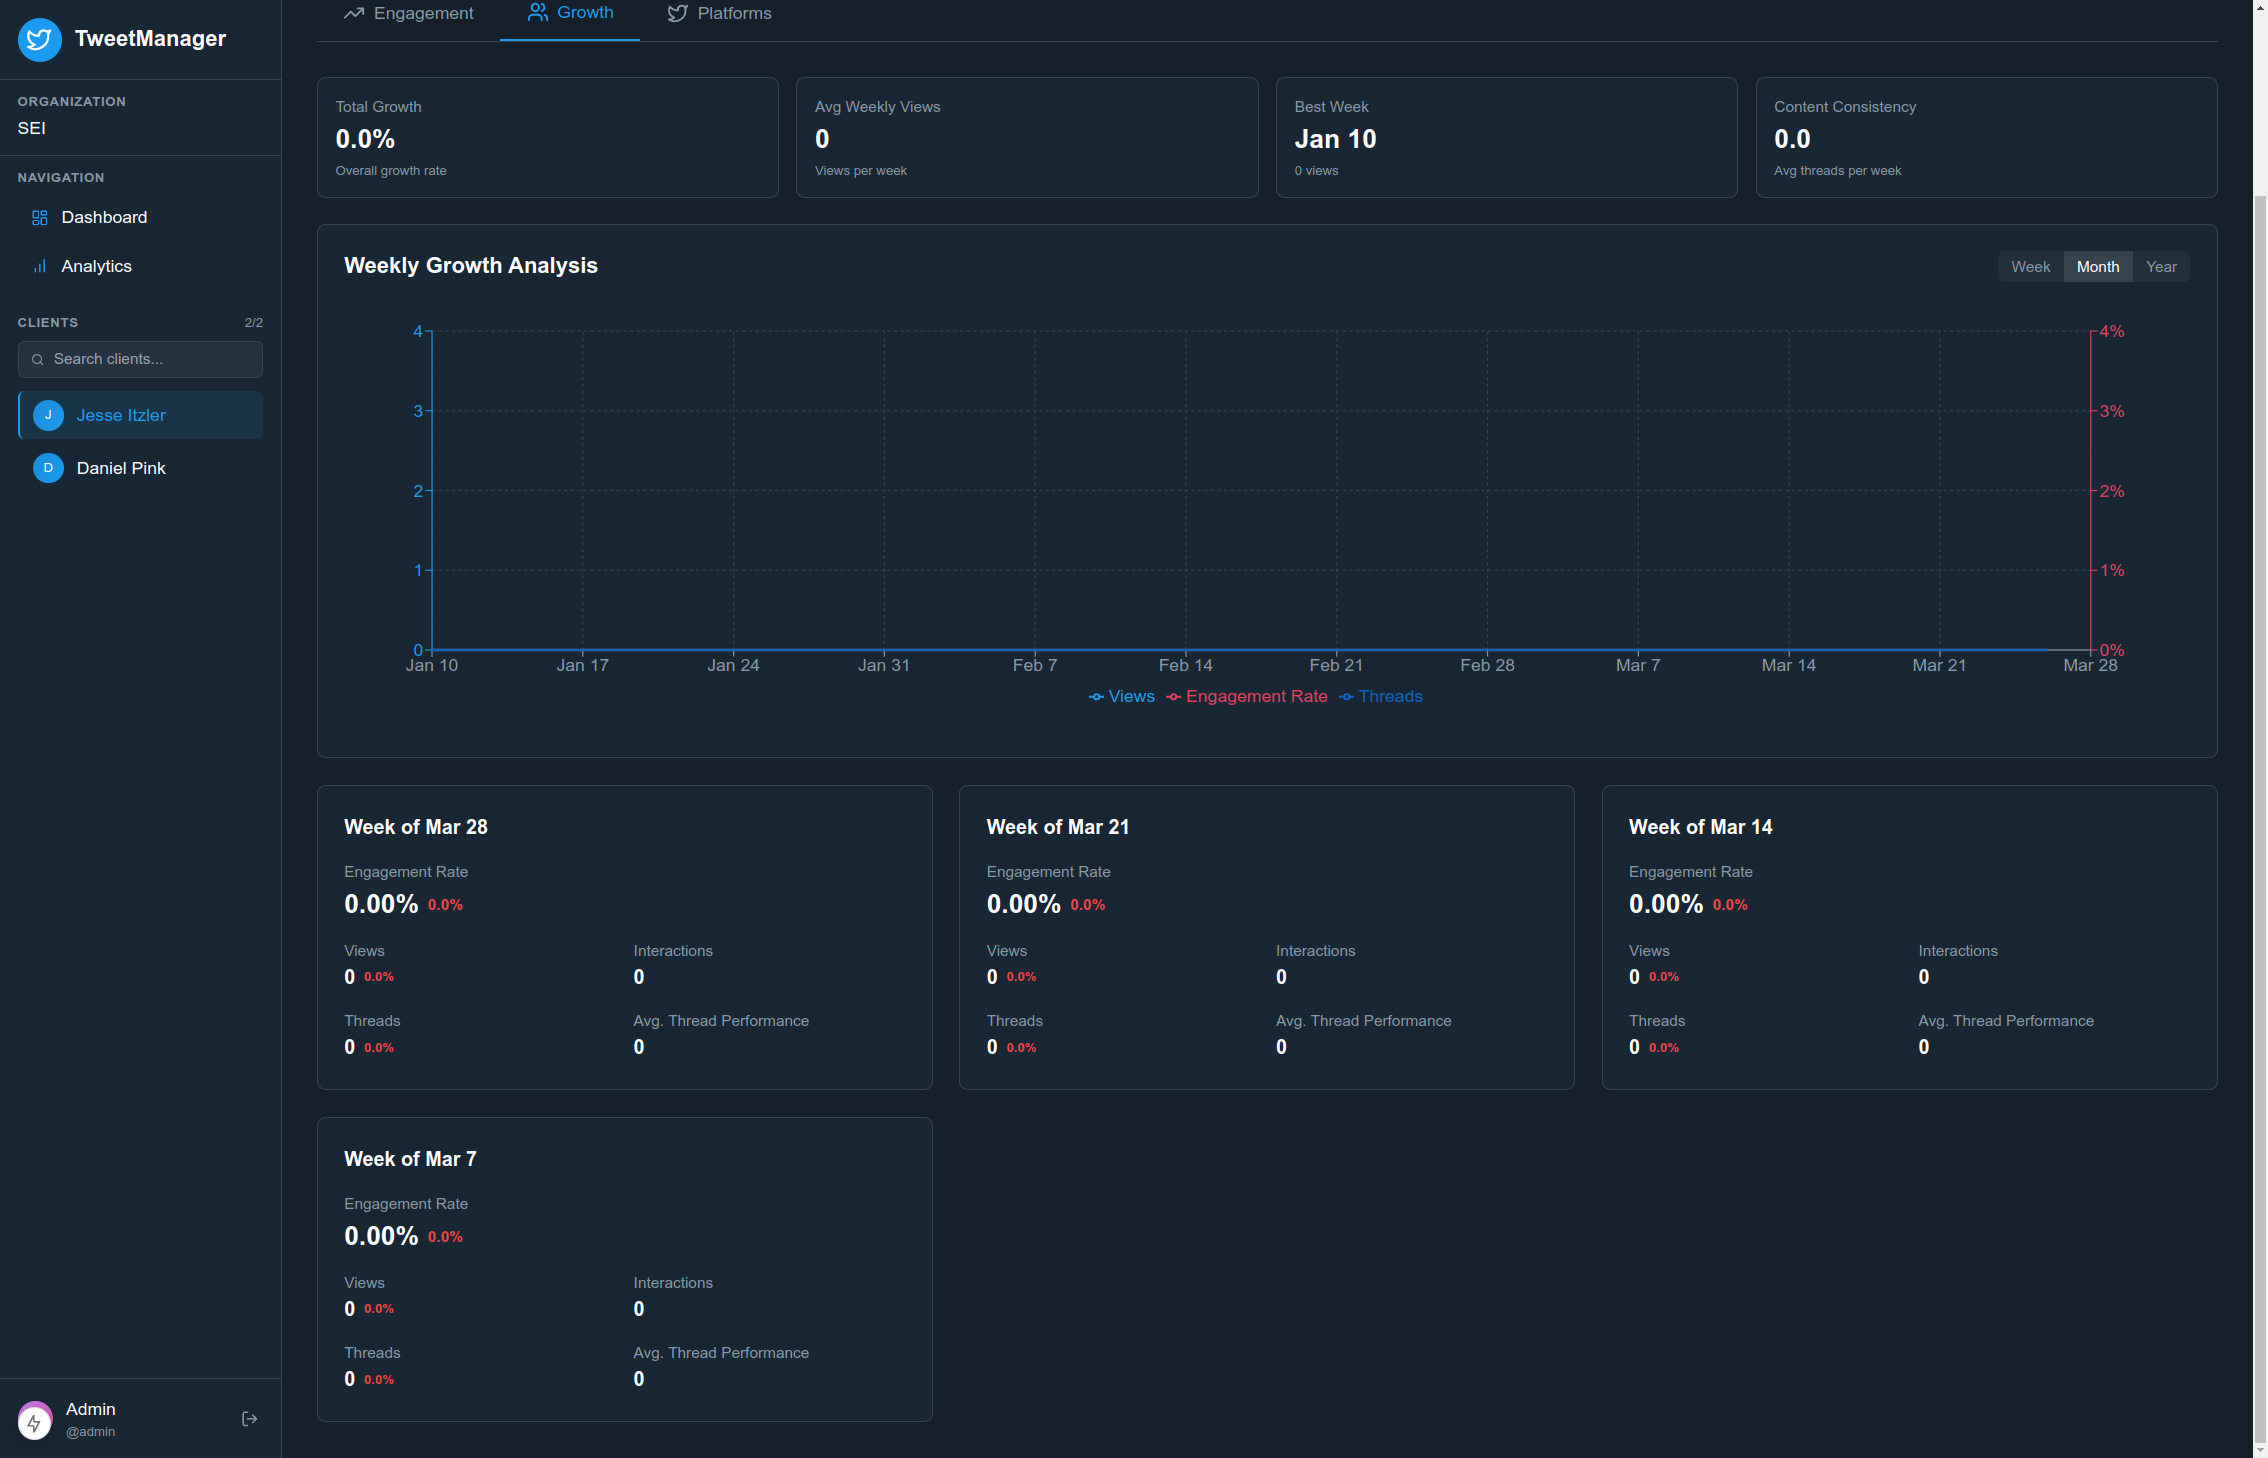 TweetManager
ORGANIZATION
SEI
NAVIGATION
Dashboard
Analytics
CLIENTS 2/2
Search clients...
J Jesse Itzler
D Daniel Pink
Admin
@admin
Engagement Growth Platforms
Total Growth
0.0%
Overall growth rate
Avg Weekly Views
0
Views per week
Best Week
Jan 10
0 views
Content Consistency
0.0
Avg threads per week
Weekly Growth Analysis
Week Month Year
4 4%
3 3%
2 2%
1 1%
0 0%
Jan 10 Jan 17 Jan 24 Jan 31 Feb 7 Feb 14 Feb 21 Feb 28 Mar 7 Mar 14 Mar 21 Mar 28
Views Engagement Rate Threads
Week of Mar 28
Engagement Rate
0.00% 0.0%
Views Interactions
0 0.0% 0
Threads Avg. Thread Performance
0 0.0% 0
Week of Mar 21
Engagement Rate
0.00% 0.0%
Views Interactions
0 0.0% 0
Threads Avg. Thread Performance
0 0.0% 0
Week of Mar 14
Engagement Rate
0.00% 0.0%
Views Interactions
0 0.0% 0
Threads Avg. Thread Performance
0 0.0% 0
Week of Mar 7
Engagement Rate
0.00% 0.0%
Views Interactions
0 0.0% 0
Threads Avg. Thread Performance
0 0.0% 0